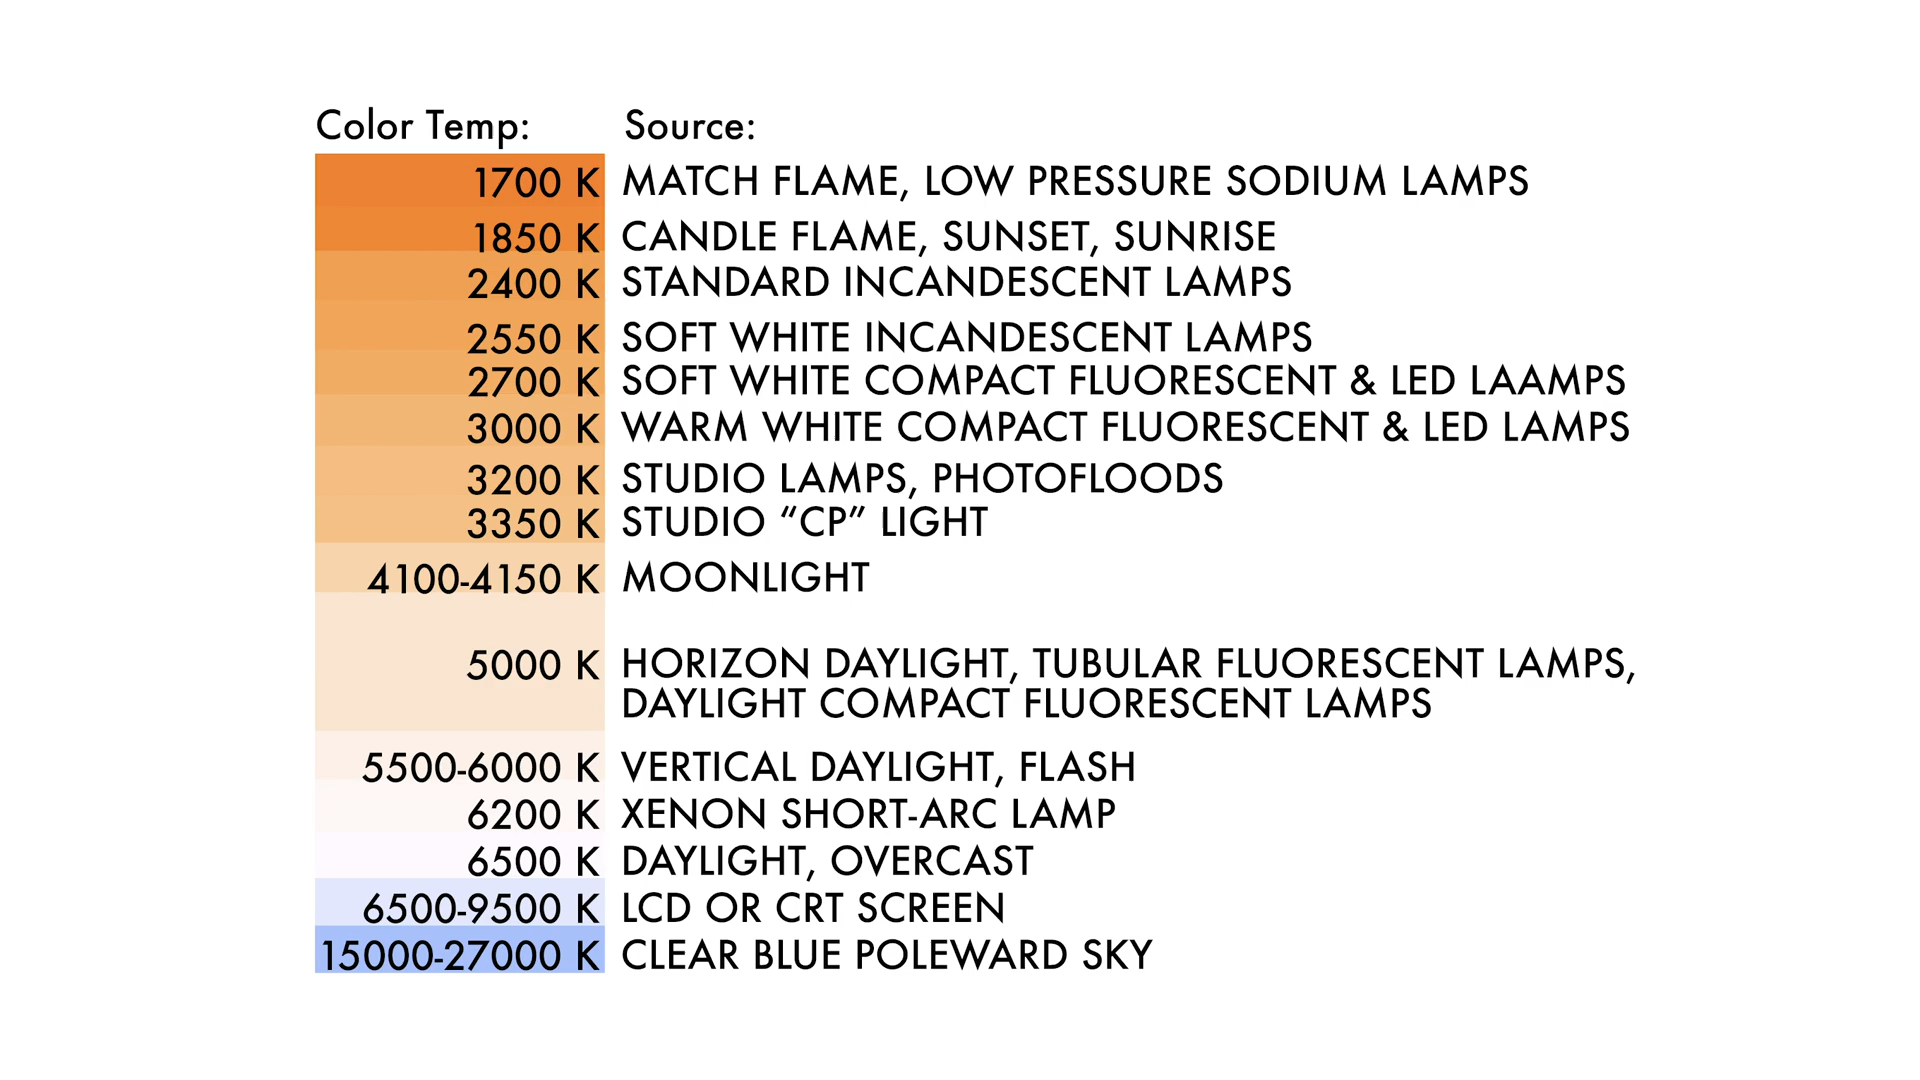 Color Temp: Source:
1700 K MATCH FLAME, LOW PRESSURE SODIUM LAMPS
1850 K CANDLE FLAME, SUNSET, SUNRISE
2400 K STANDARD INCANDESCENT LAMPS
2550 K SOFT WHITE INCANDESCENT LAMPS
2700 K SOFT WHITE COMPACT FLUORESCENT & LED LAAMPS
3000 K WARM WHITE COMPACT FLUORESCENT & LED LAMPS
3200 K STUDIO LAMPS, PHOTOFLOODS
3350 K STUDIO “CP” LIGHT
4100-4150 K MOONLIGHT
5000 K HORIZON DAYLIGHT, TUBULAR FLUORESCENT LAMPS,
DAYLIGHT COMPACT FLUORESCENT LAMPS
5500-6000 K VERTICAL DAYLIGHT, FLASH
6200 K XENON SHORT-ARC LAMP
6500 K DAYLIGHT, OVERCAST
6500-9500 K LCD OR CRT SCREEN
15000-27000 K CLEAR BLUE POLEWARD SKY